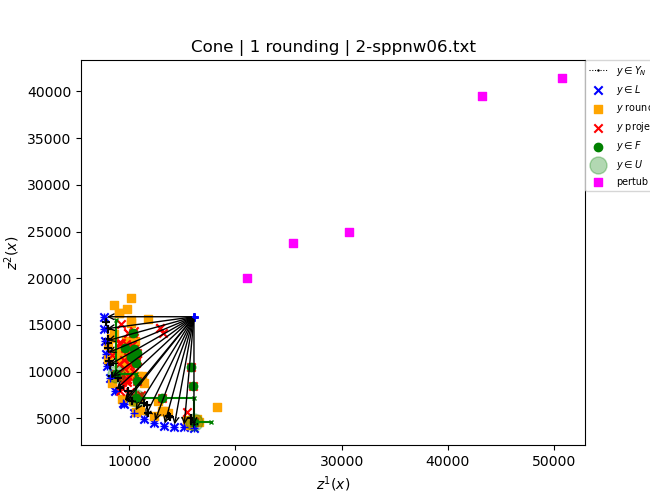 Cone | 1 rounding | 2-sppnw06.txt
z²(x)
40000
35000
30000
25000
20000
15000
10000
5000
10000 20000 30000 40000 50000
z¹(x)
y ∈ Y_N
y ∈ L
y roun
y proje
y ∈ F
y ∈ U
pertub